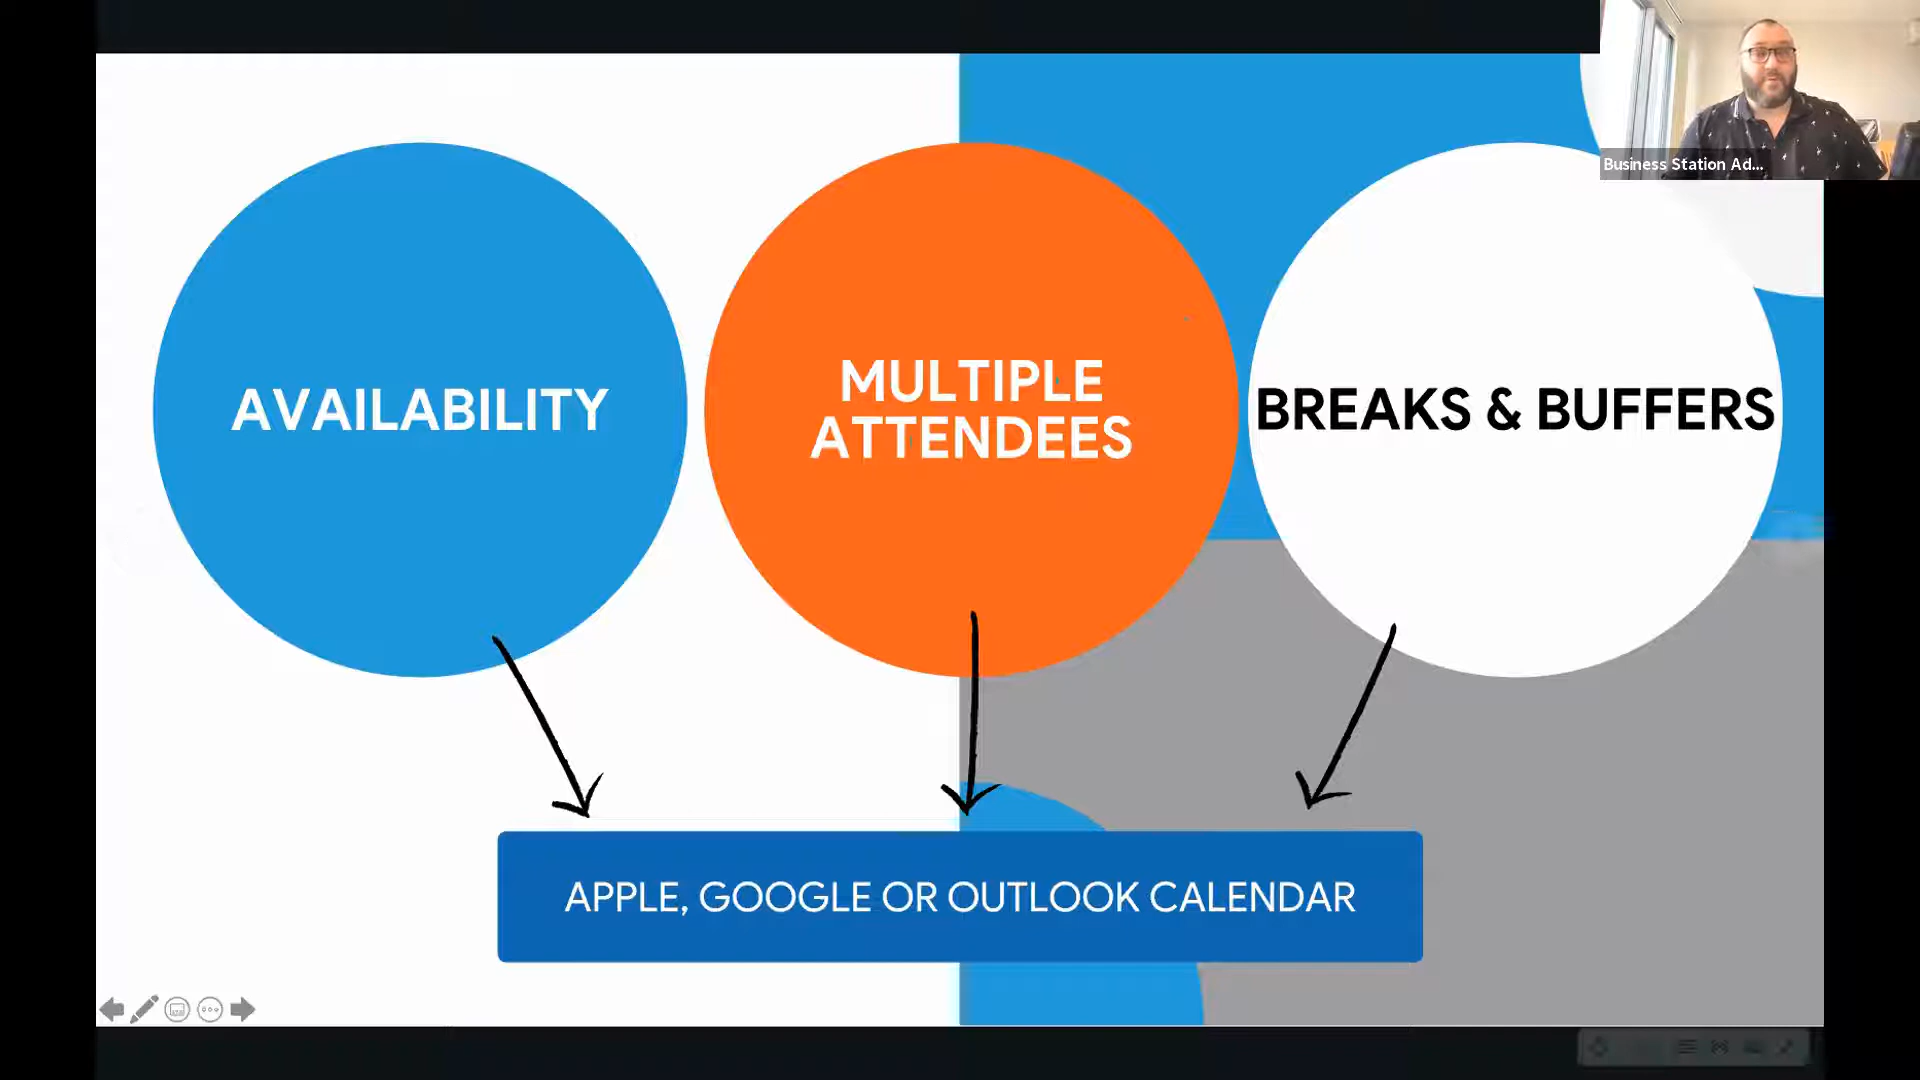 Business Station Ad...
AVAILABILITY
MULTIPLE
ATTENDEES
BREAKS & BUFFERS
APPLE, GOOGLE OR OUTLOOK CALENDAR